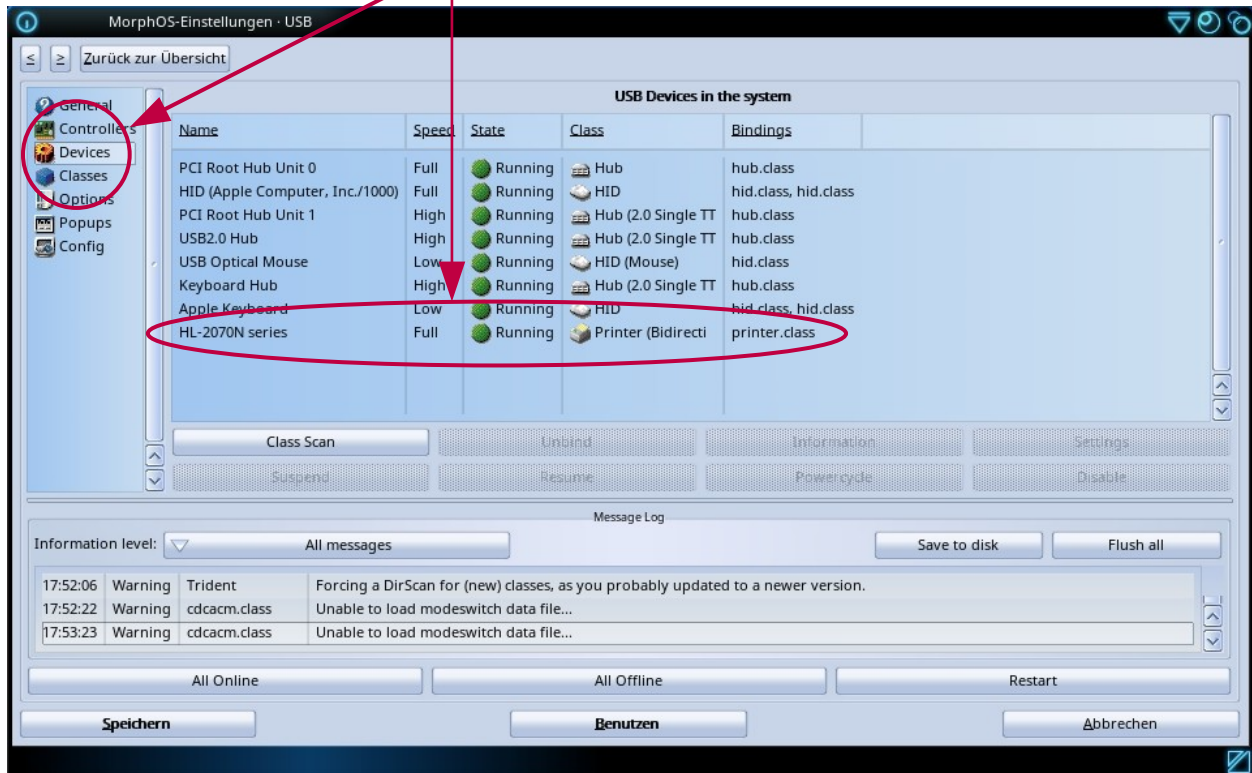 MorphOS-Einstellungen · USB
≤ ≥ Zurück zur Übersicht
General
Controllers
Devices
Classes
Options
Popups
Config
USB Devices in the system
Name Speed State Class Bindings
PCI Root Hub Unit 0 Full Running Hub hub.class
HID (Apple Computer, Inc./1000) Full Running HID hid.class, hid.class
PCI Root Hub Unit 1 High Running Hub (2.0 Single TT hub.class
USB2.0 Hub High Running Hub (2.0 Single TT hub.class
USB Optical Mouse Low Running HID (Mouse) hid.class
Keyboard Hub High Running Hub (2.0 Single TT hub.class
Apple Keyboard Low Running HID hid.class, hid.class
HL-2070N series Full Running Printer (Bidirecti printer.class
Class Scan Unbind Information Settings
Suspend Resume Powercycle Disable
Message Log
Information level: All messages Save to disk Flush all
17:52:06 Warning Trident Forcing a DirScan for (new) classes, as you probably updated to a newer version.
17:52:22 Warning cdcacm.class Unable to load modeswitch data file...
17:53:23 Warning cdcacm.class Unable to load modeswitch data file...
All Online All Offline Restart
Speichern Benutzen Abbrechen